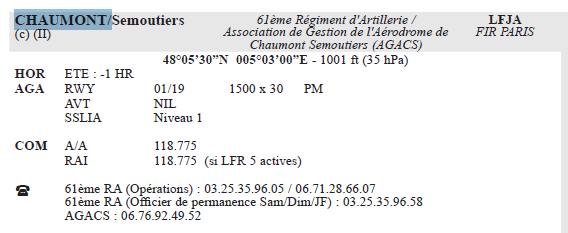 CHAUMONT/Semoutiers 61ème Régiment d'Artillerie / LFJA
(c) (II) Association de Gestion de l'Aérodrome de FIR PARIS
Chaumont Semoutiers (AGACS)
48°05'30"N 005°03'00"E - 1001 ft (35 hPa)
HOR ETE : -1 HR
AGA RWY 01/19 1500 x 30 PM
AVT NIL
SSLIA Niveau 1
COM A/A 118.775
RAI 118.775 (si LFR 5 actives)
☎ 61ème RA (Opérations) : 03.25.35.96.05 / 06.71.28.66.07
61ème RA (Officier de permanence Sam/Dim/JF) : 03.25.35.96.58
AGACS : 06.76.92.49.52